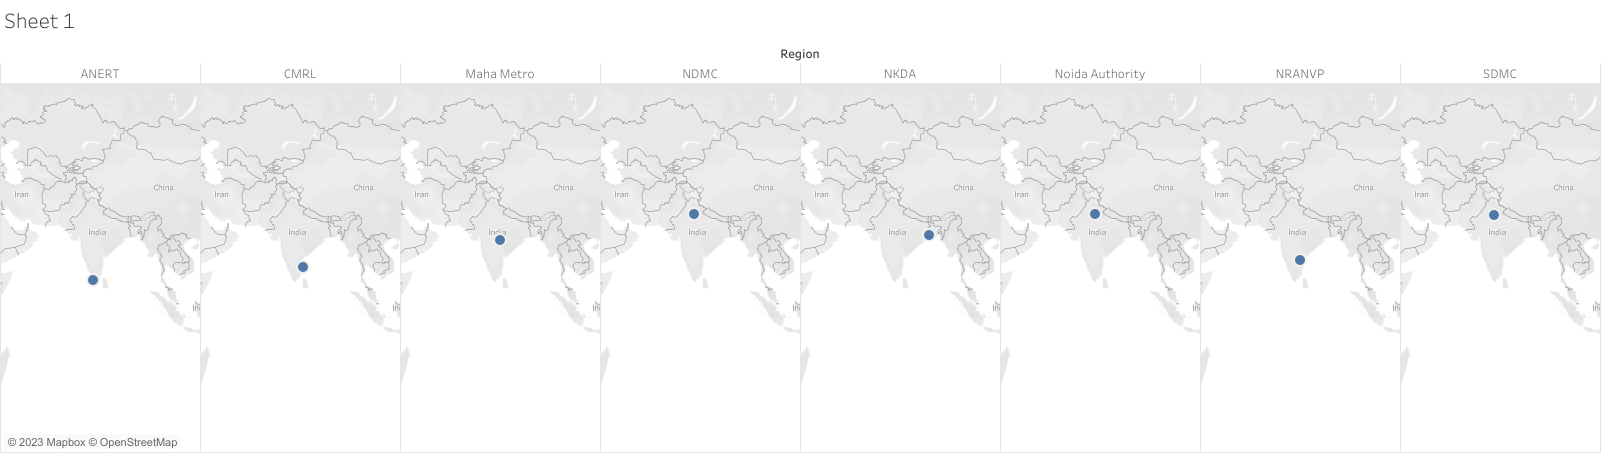 Sheet 1
Region
ANERT CMRL Maha Metro NDMC NKDA Noida Authority NRANVP SDMC
China China China China China China China China
Iran Iran Iran Iran Iran Iran Iran Iran
India India India India India India India India
© 2023 Mapbox © OpenStreetMap